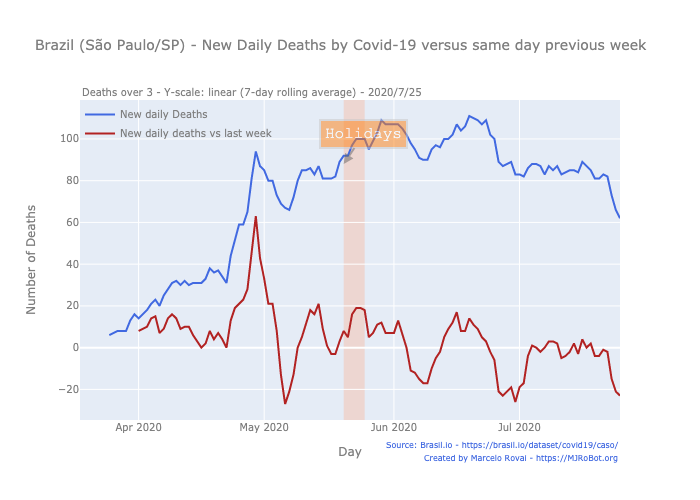 Brazil (São Paulo/SP) - New Daily Deaths by Covid-19 versus same day previous week
Deaths over 3 - Y-scale: linear (7-day rolling average) - 2020/7/25
New daily Deaths
New daily deaths vs last week
Holidays
Number of Deaths
100
80
60
40
20
0
−20
Apr 2020
May 2020
Jun 2020
Jul 2020
Day
Source: Brasil.io - https://brasil.io/dataset/covid19/caso/
Created by Marcelo Rovai - https://MJRoBot.org